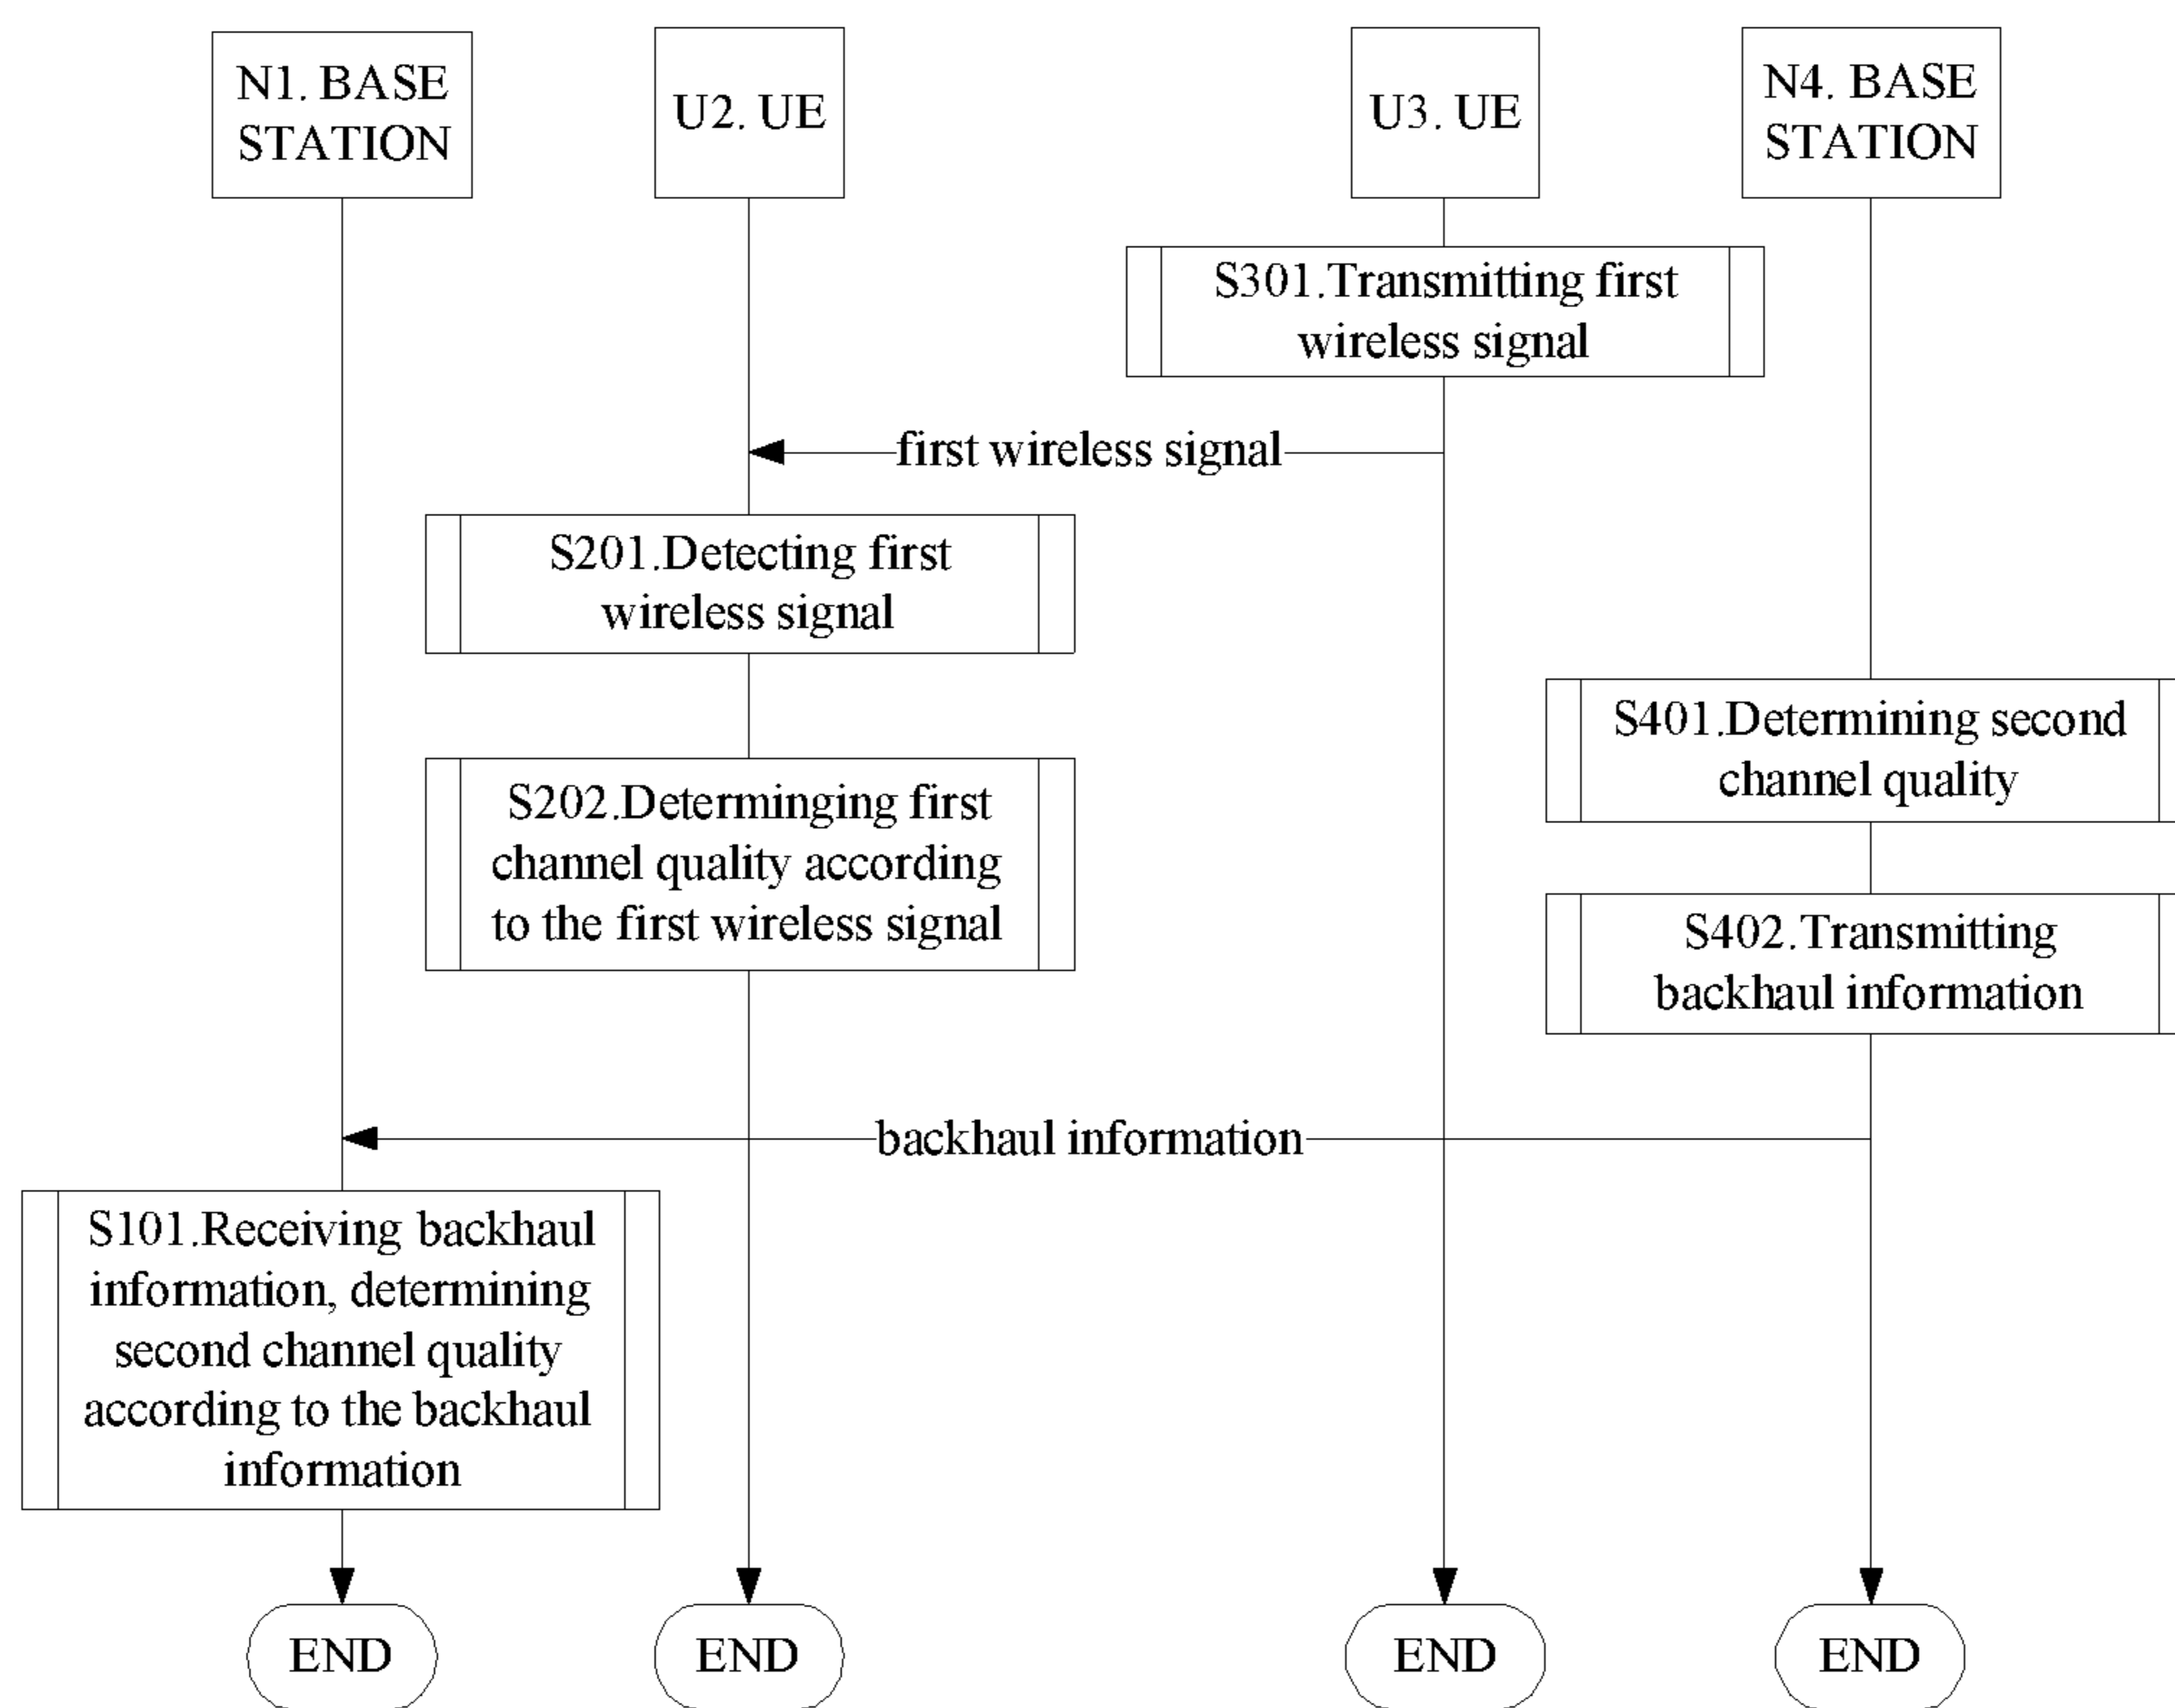 N1. BASE
STATION
U2. UE
U3. UE
N4. BASE
STATION
S301.Transmitting first
wireless signal
first wireless signal
S201.Detecting first
wireless signal
S401.Determining second
channel quality
S202.Determinging first
channel quality according
to the first wireless signal
S402.Transmitting
backhaul information
backhaul information
S101.Receiving backhaul
information, determining
second channel quality
according to the backhaul
information
END
END
END
END